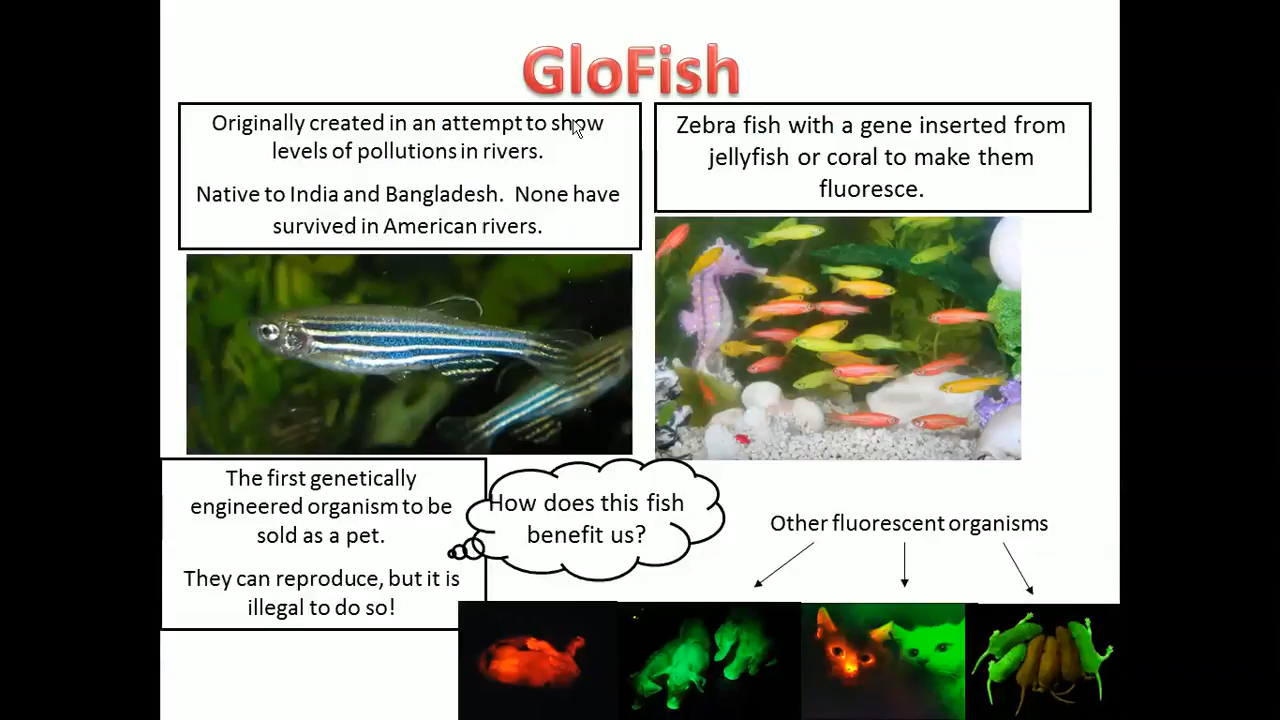 GloFish
Originally created in an attempt to show
levels of pollutions in rivers.
Native to India and Bangladesh.  None have
survived in American rivers.
Zebra fish with a gene inserted from
jellyfish or coral to make them
fluoresce.
The first genetically
engineered organism to be
sold as a pet.
They can reproduce, but it is
illegal to do so!
How does this fish
benefit us?
Other fluorescent organisms